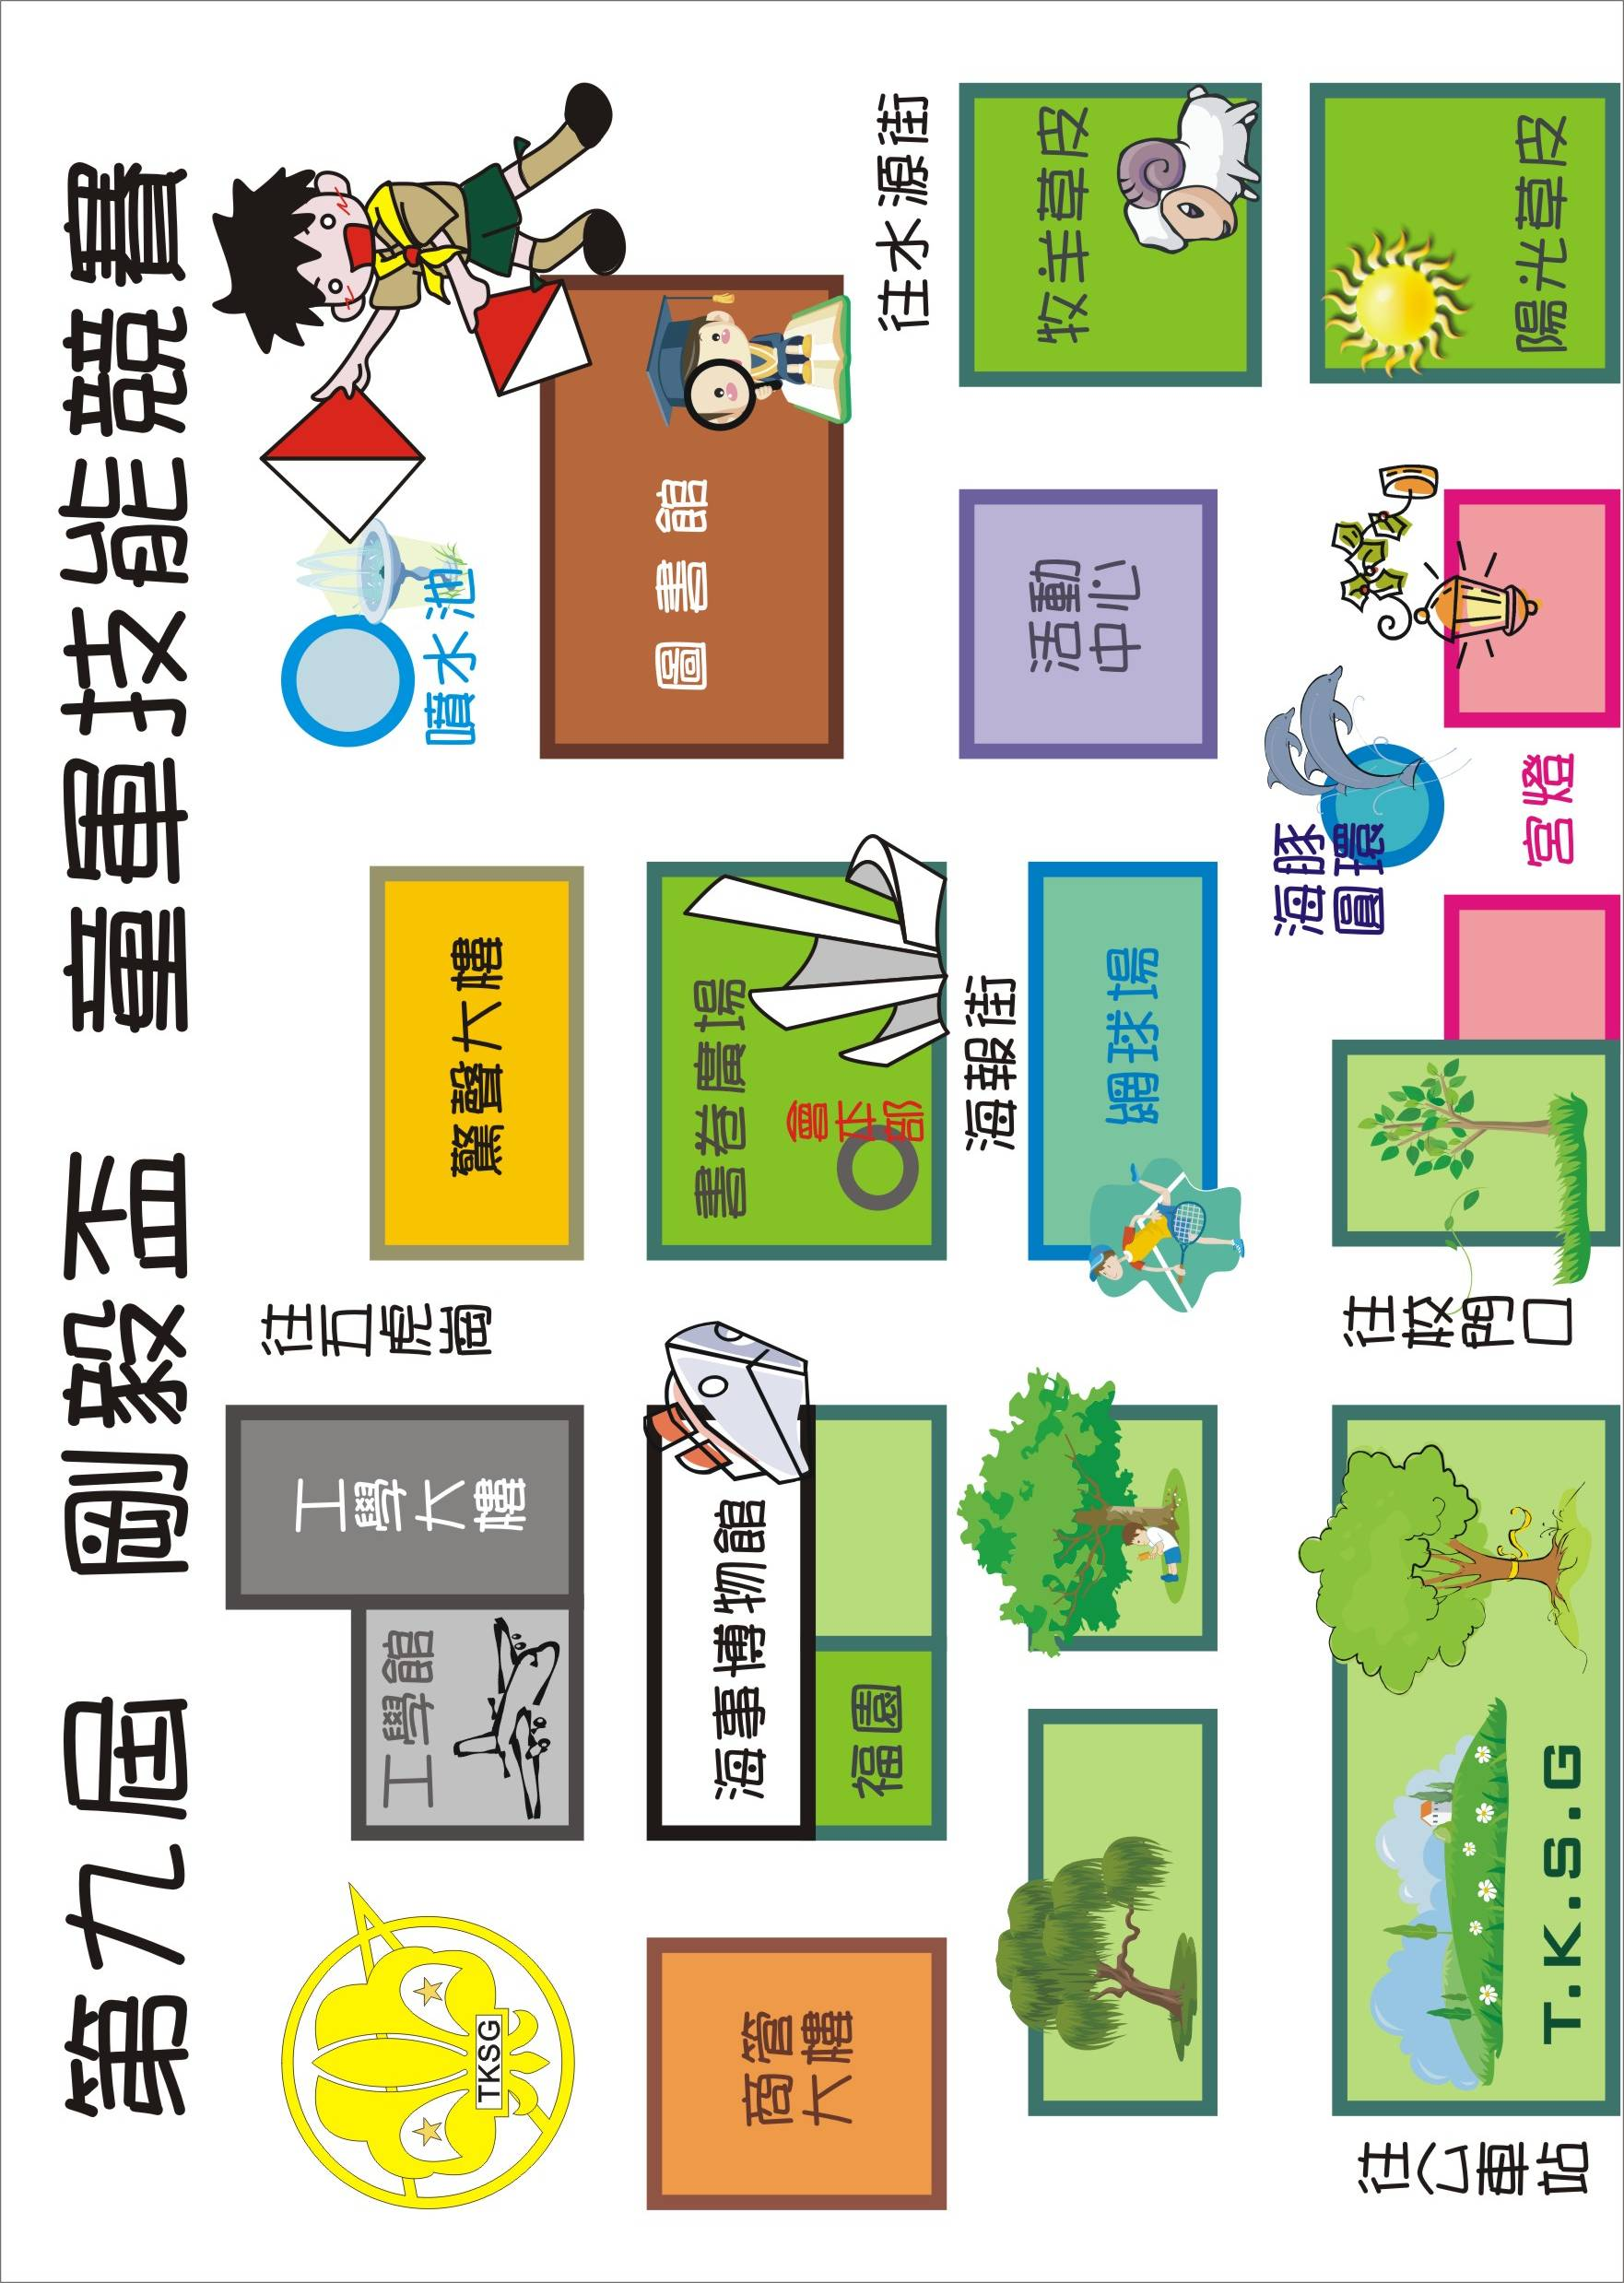 第九屆 剛毅盃 童軍技能競賽
往五虎崗
工學大樓
工學館
噴水池
TKSG
驚聲大樓
圖書館
商管
大樓
海事博物館
福園
書卷廣場
會本部
往水源街
海報街
活動
中心
牧羊草皮
網球場
海豚
圓環
往校門口
往公車站
T.K.S.G
宮燈
陽光草皮